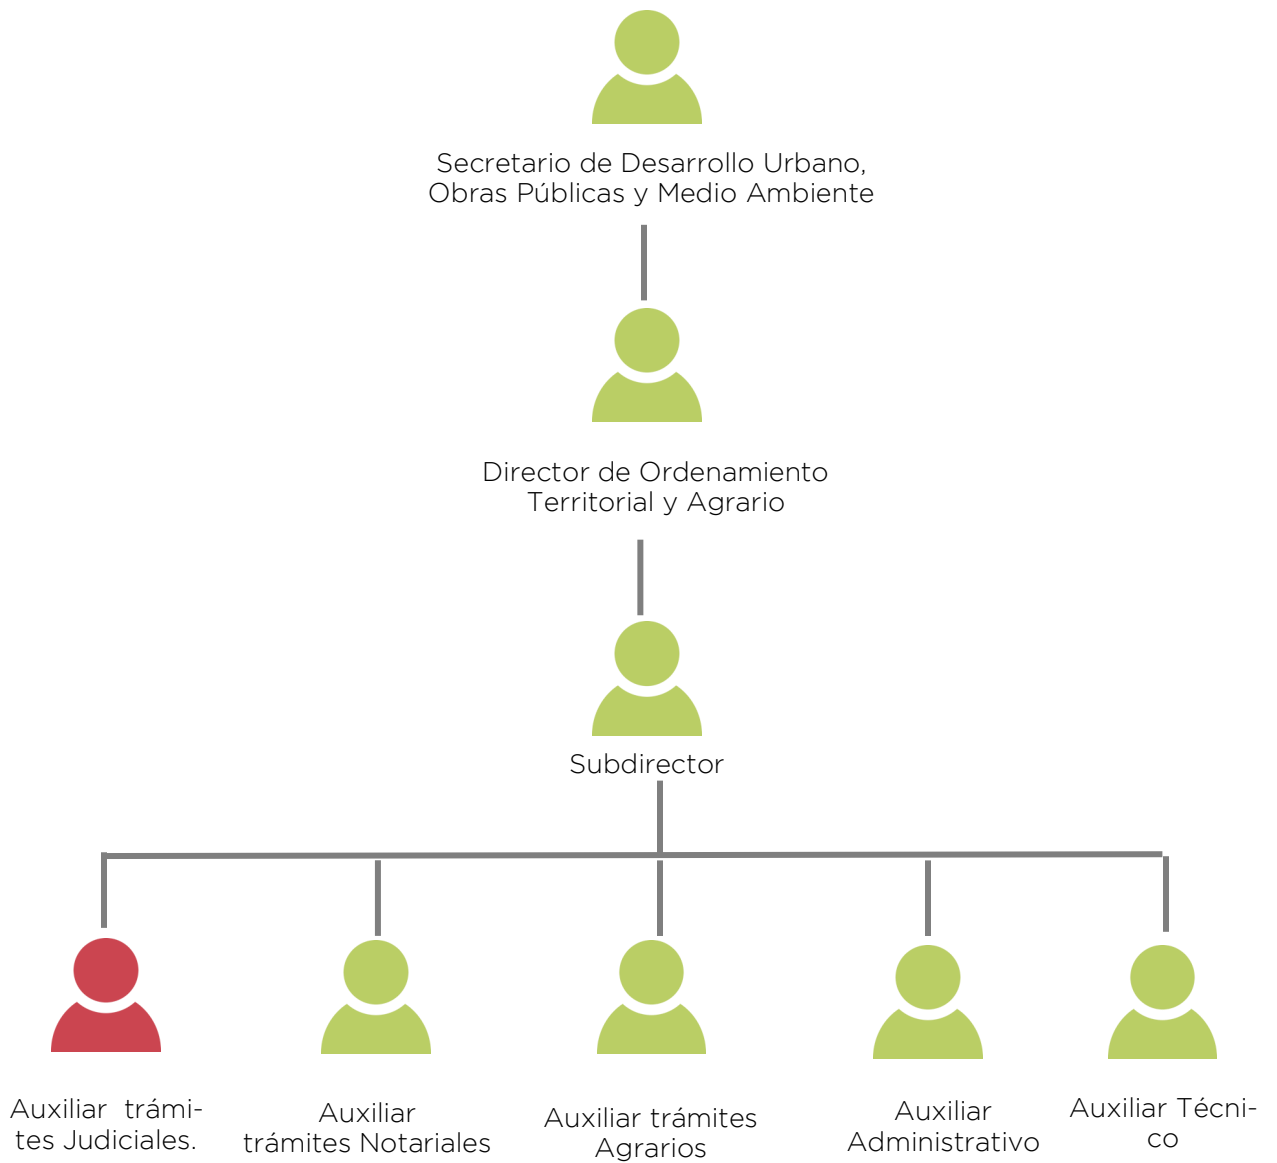 Secretario de Desarrollo Urbano,
Obras Públicas y Medio Ambiente
Director de Ordenamiento
Territorial y Agrario
Subdirector
Auxiliar trámi-
tes Judiciales.
Auxiliar
trámites Notariales
Auxiliar trámites
Agrarios
Auxiliar
Administrativo
Auxiliar Técni-
co